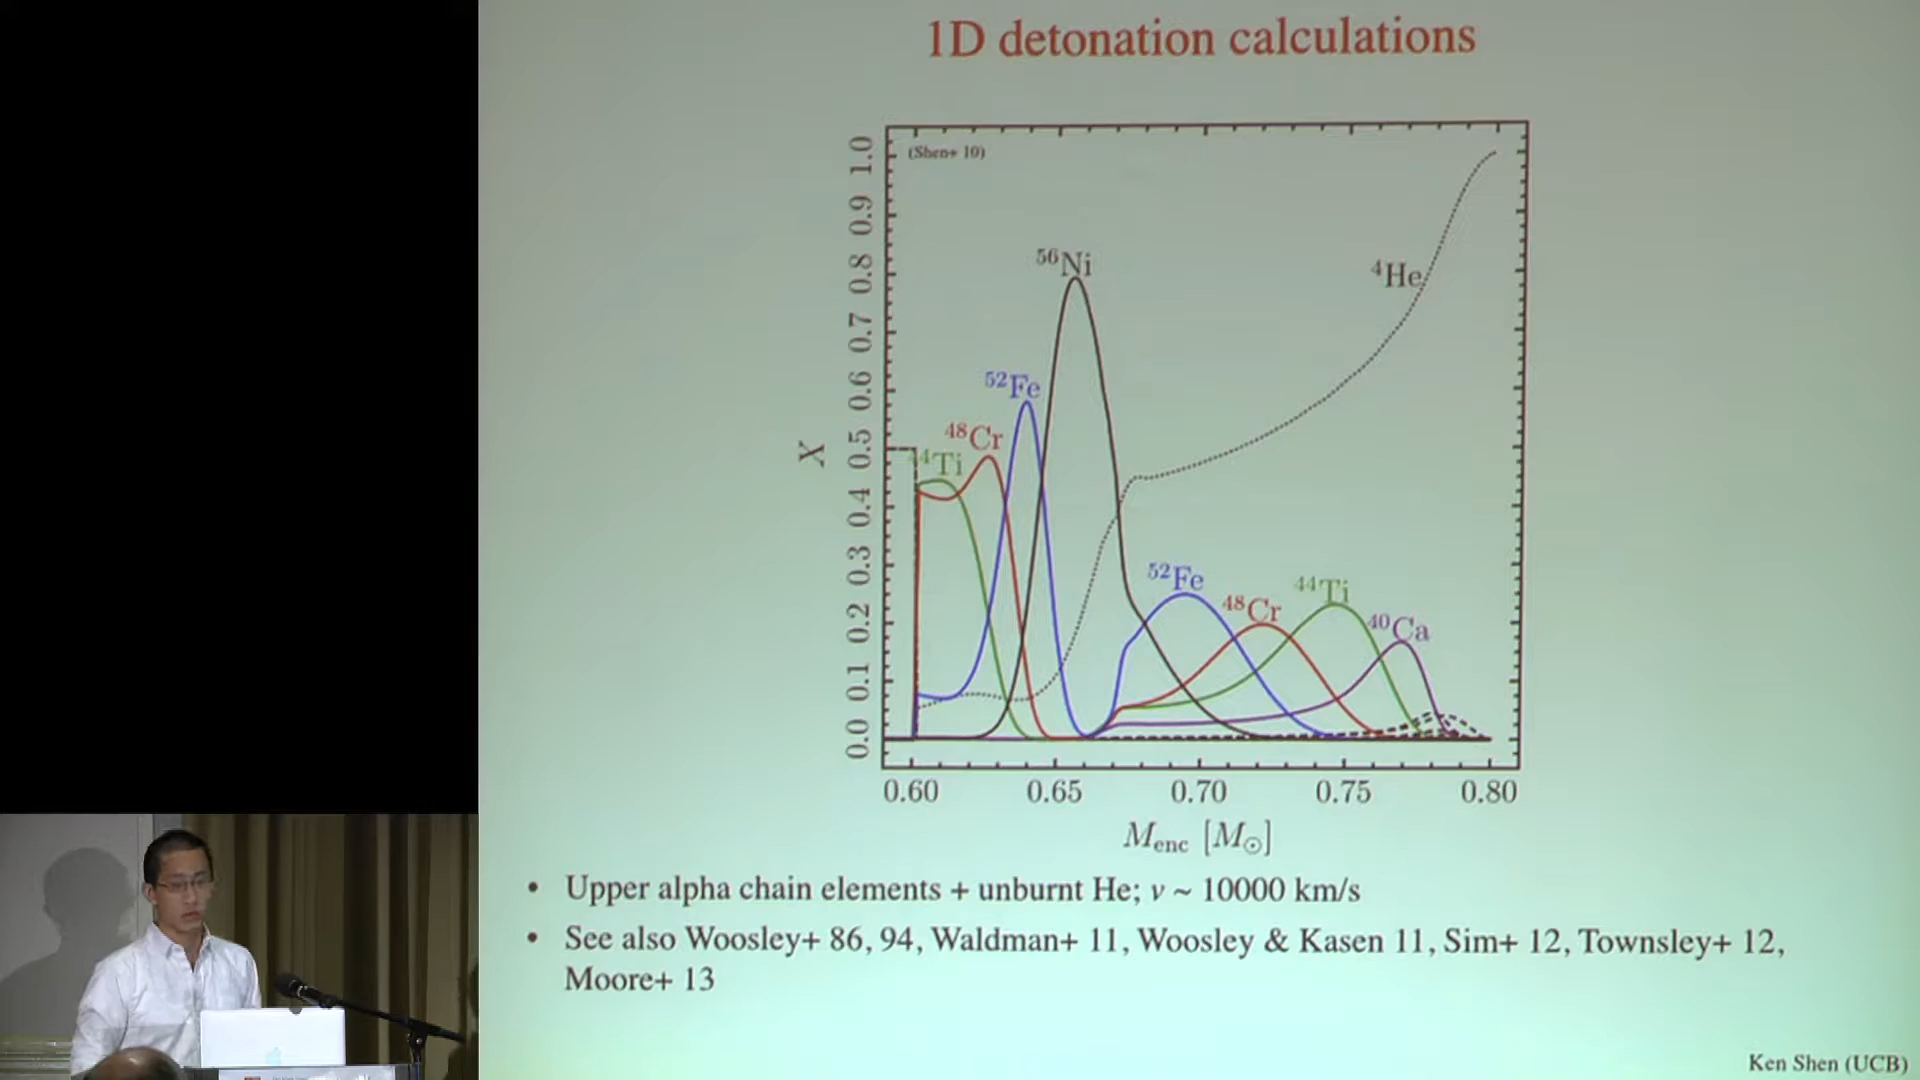 1D detonation calculations
(Shen+ 10)
1.0
0.9
0.8
0.7
0.6
0.5
0.4
0.3
0.2
0.1
0.0
X
⁵⁶Ni
⁴He
⁵²Fe
⁴⁸Cr
⁴⁴Ti
⁵²Fe
⁴⁸Cr
⁴⁴Ti
⁴⁰Ca
0.60 0.65 0.70 0.75 0.80
Menc [M⊙]
• Upper alpha chain elements + unburnt He; v ~ 10000 km/s
• See also Woosley+ 86, 94, Waldman+ 11, Woosley & Kasen 11, Sim+ 12, Townsley+ 12,
Moore+ 13
Ken Shen (UCB)